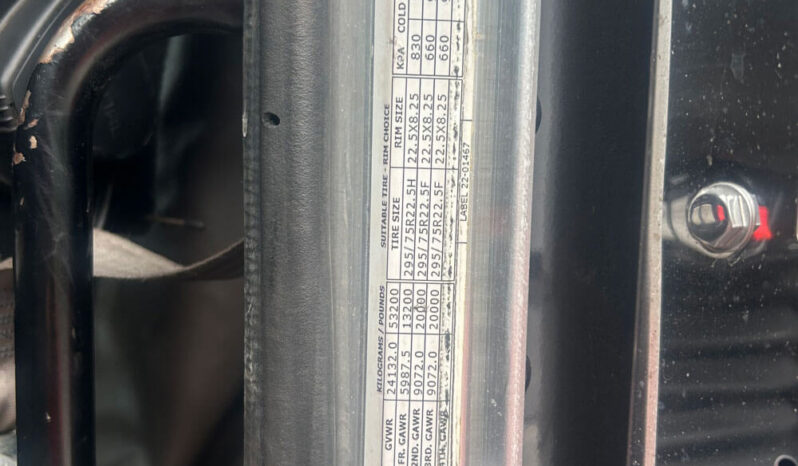 KILOGRAMS / POUNDS SUITABLE TIRE - RIM CHOICE
GVWR 24132.0 53200 TIRE SIZE RIM SIZE KPA COLD
FR. GAWR 5987.5 13200 295/75R22.5H 22.5X8.25 830
2ND. GAWR 9072.0 20000 295/75R22.5F 22.5X8.25 660
3RD. GAWR 9072.0 20000 295/75R22.5F 22.5X8.25 660
4TH. GAWR
LABEL 22-01467